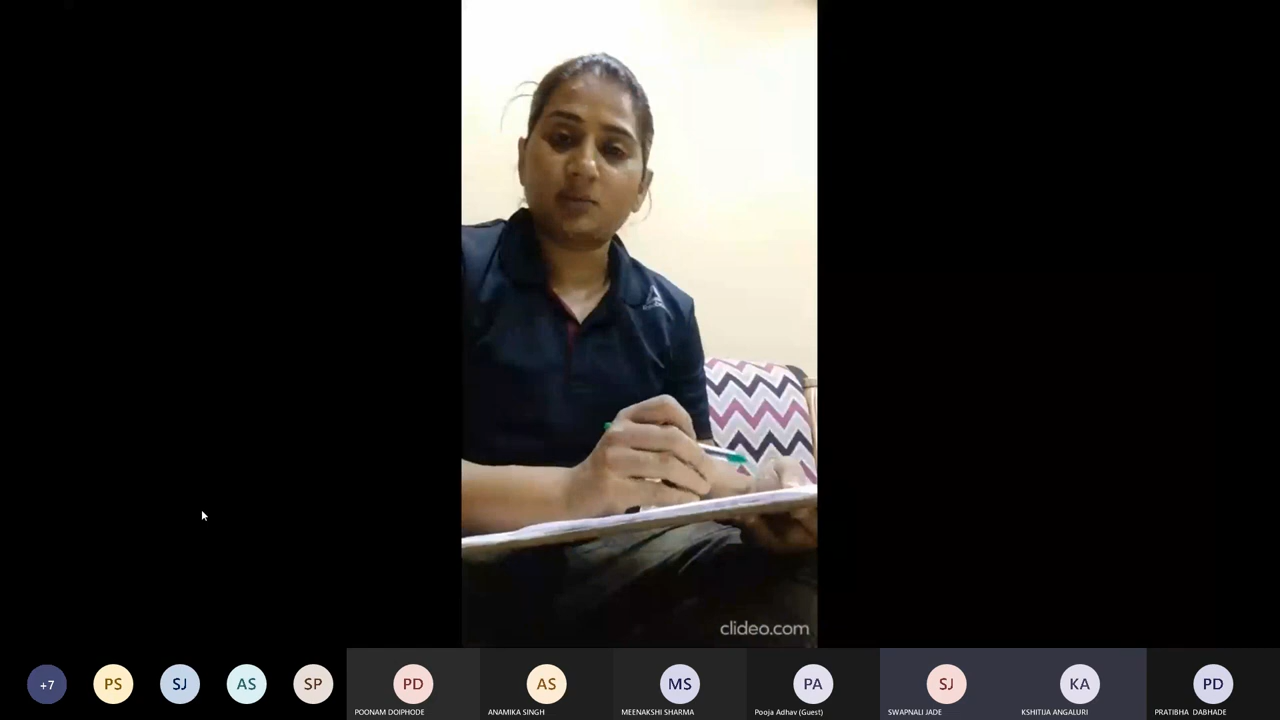 clideo.com
+7
PS
SJ
AS
SP
PD
AS
MS
PA
SJ
KA
PD
POONAM DOIPHODE
ANAMIKA SINGH
MEENAKSHI SHARMA
Pooja Adhav (Guest)
SWAPNALI JADE
KSHITIJA ANGALURI
PRATIBHA DABHADE